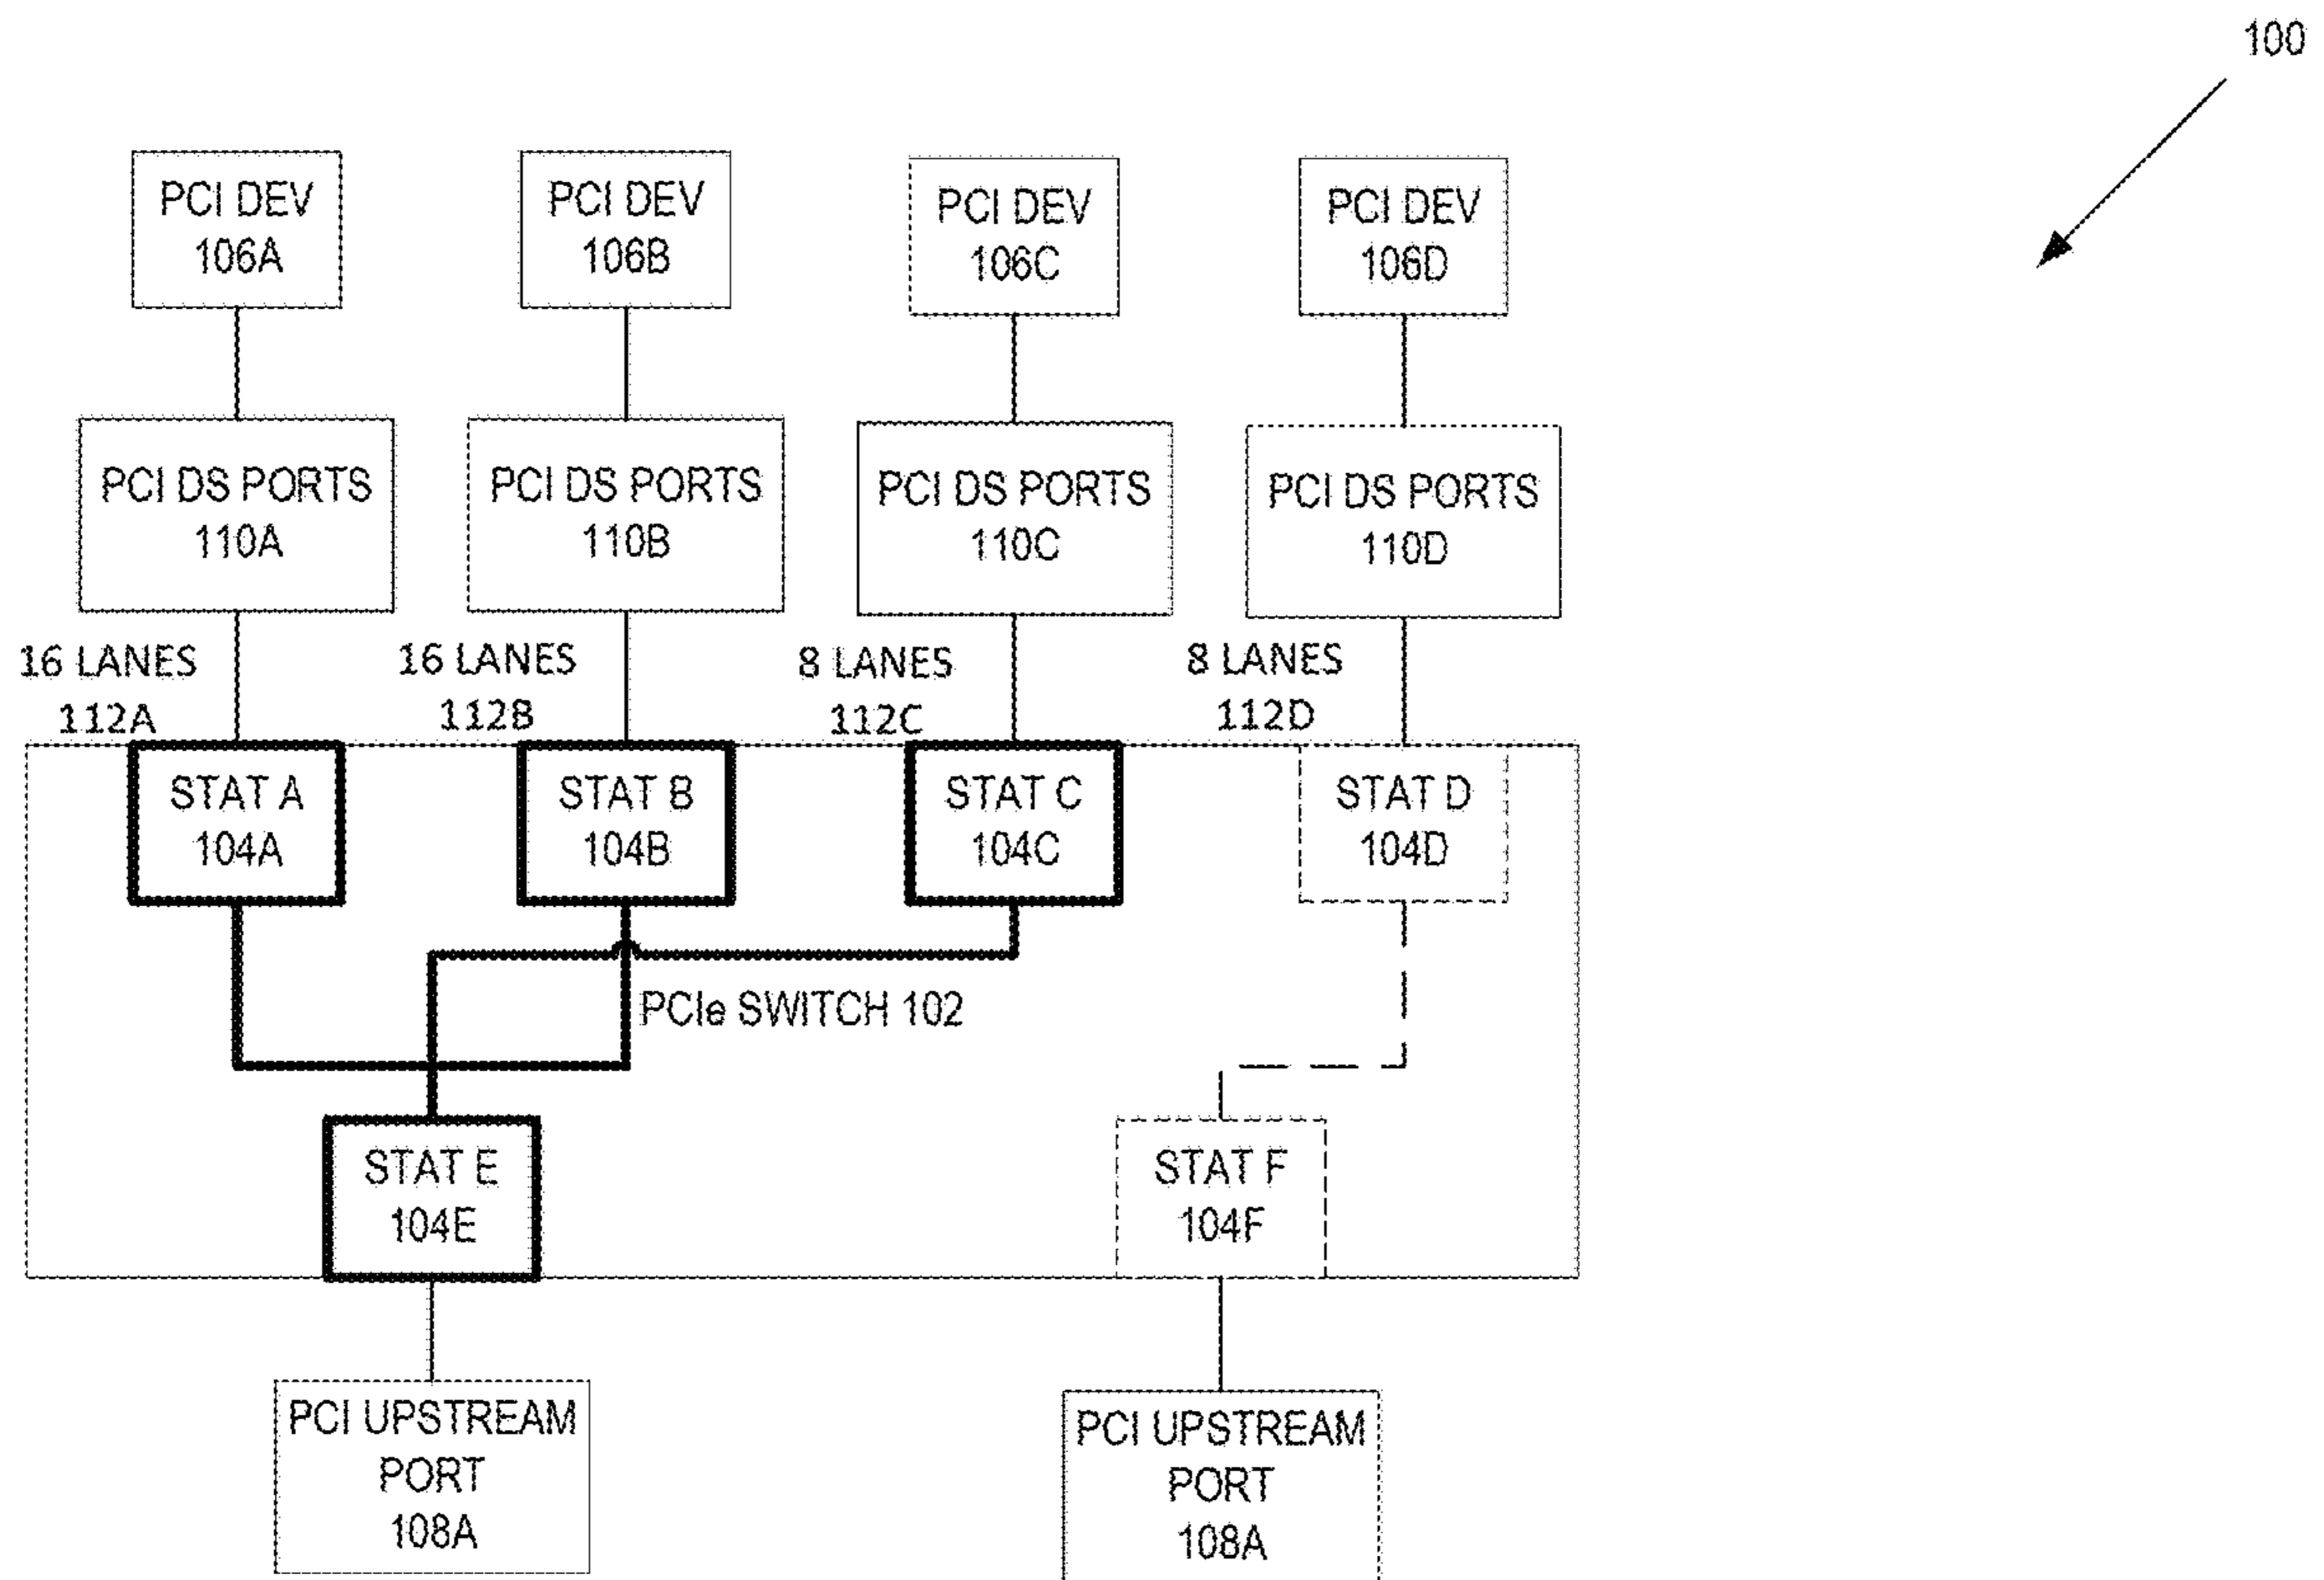 100
PCI DEV
106A
PCI DEV
106B
PCI DEV
106C
PCI DEV
106D
PCI DS PORTS
110A
PCI DS PORTS
110B
PCI DS PORTS
110C
PCI DS PORTS
110D
16 LANES
112A
16 LANES
112B
8 LANES
112C
8 LANES
112D
STAT A
104A
STAT B
104B
STAT C
104C
STAT D
104D
PCIe SWITCH 102
STAT E
104E
STAT F
104F
PCI UPSTREAM
PORT
108A
PCI UPSTREAM
PORT
108A